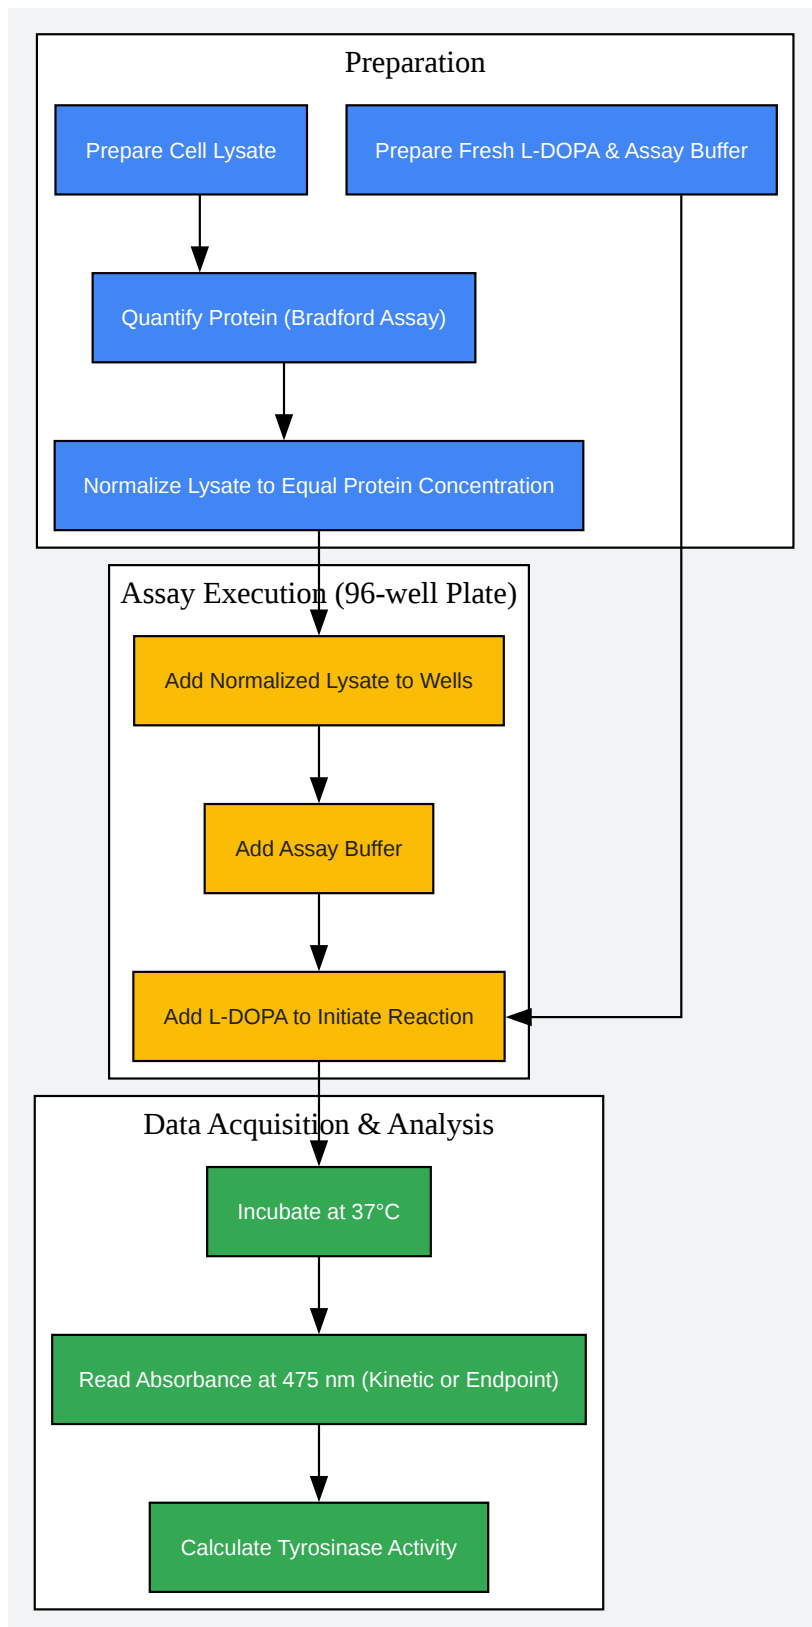 Preparation
Prepare Cell Lysate
Prepare Fresh L-DOPA & Assay Buffer
Quantify Protein (Bradford Assay)
Normalize Lysate to Equal Protein Concentration
Assay Execution (96-well Plate)
Add Normalized Lysate to Wells
Add Assay Buffer
Add L-DOPA to Initiate Reaction
Data Acquisition & Analysis
Incubate at 37°C
Read Absorbance at 475 nm (Kinetic or Endpoint)
Calculate Tyrosinase Activity